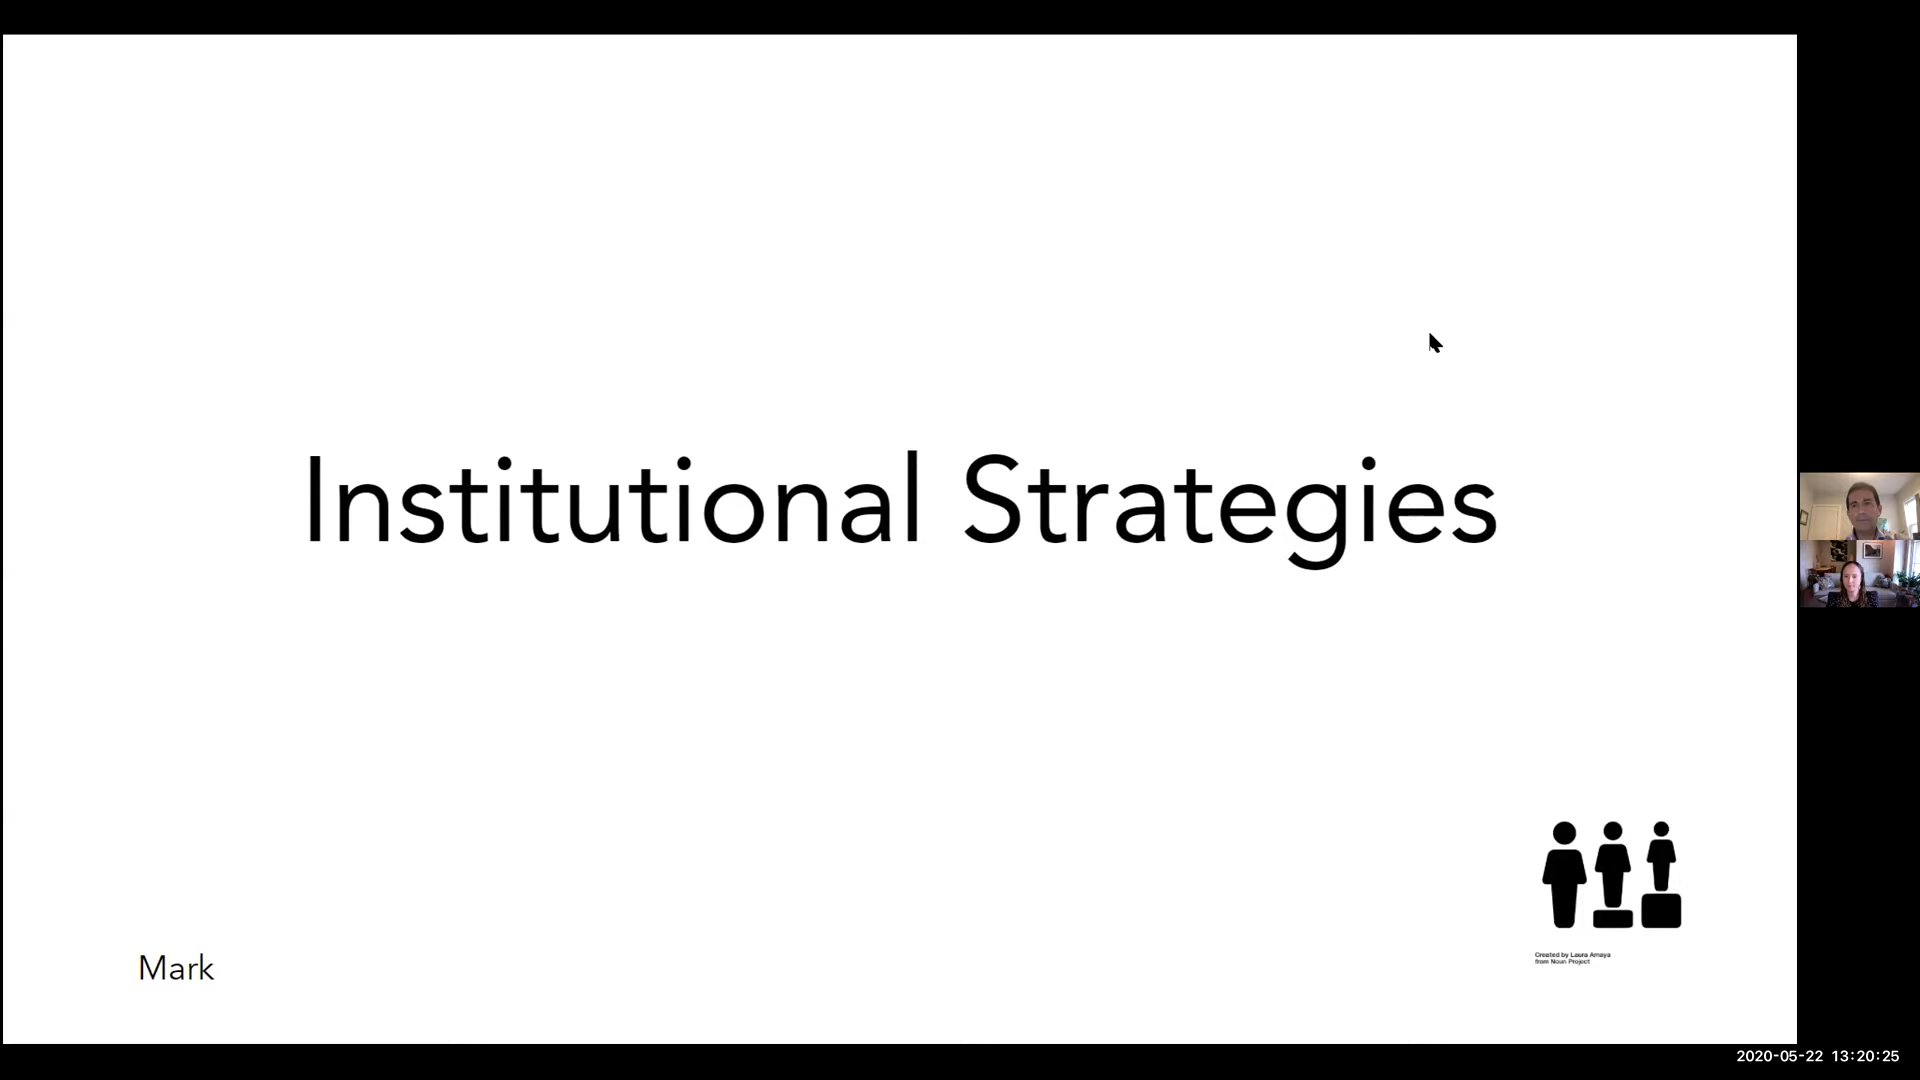 Institutional Strategies
Created by Laura Amaya
from Noun Project
Mark
2020-05-22 13:20:25